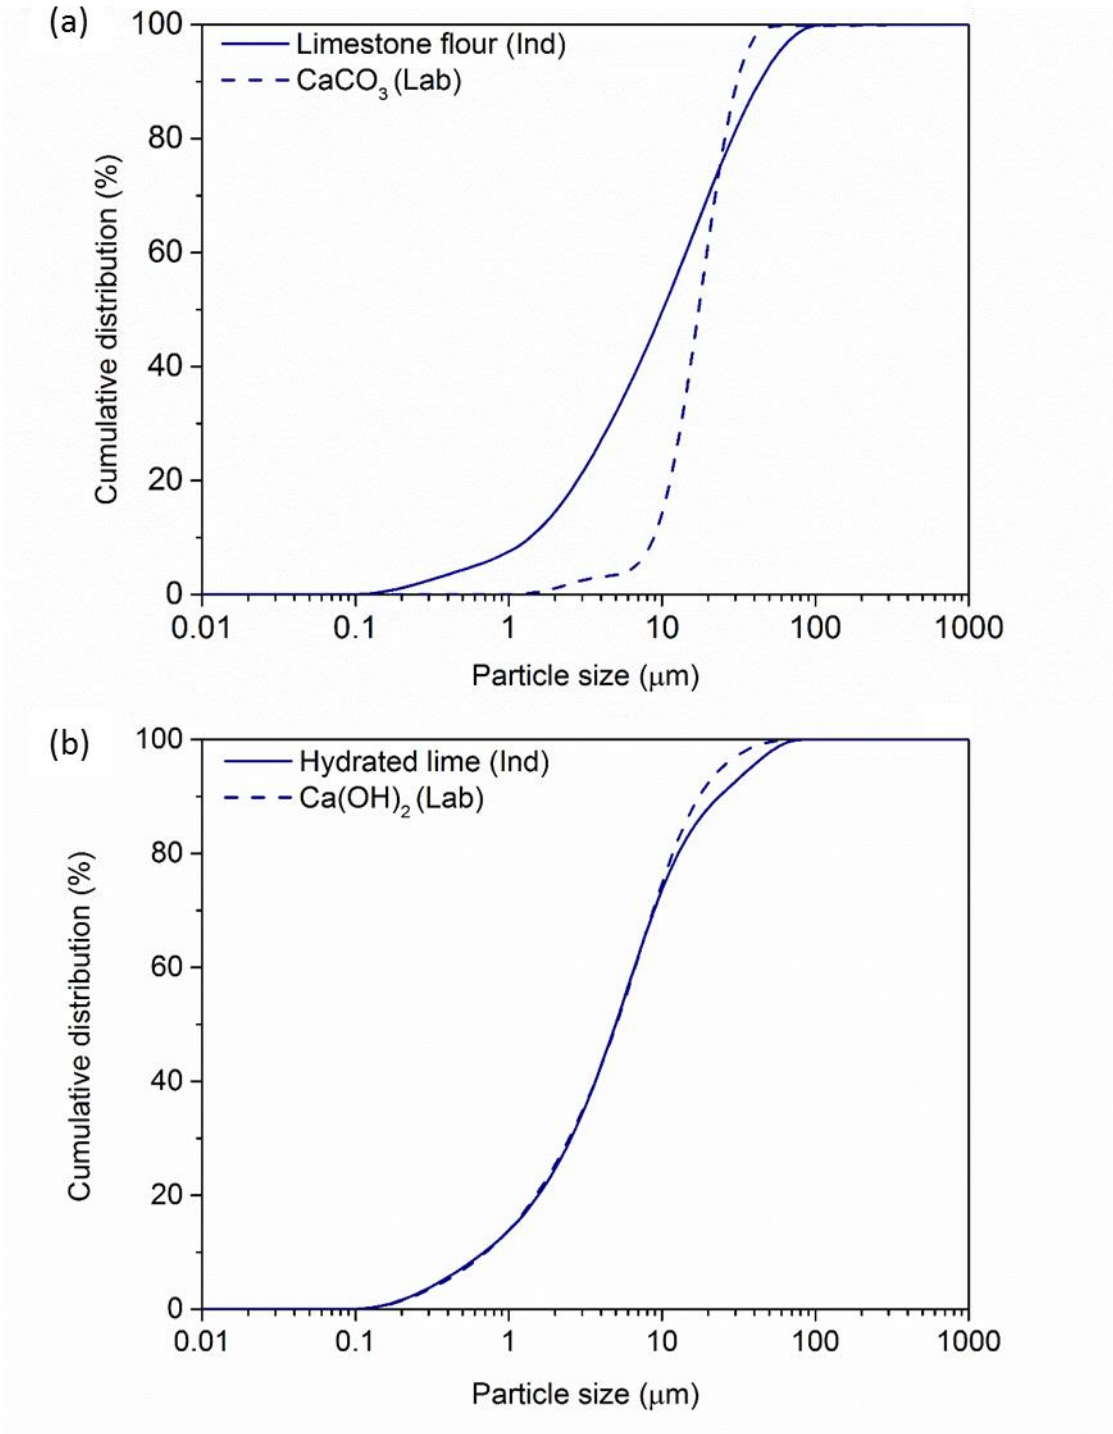 (a)
100
Limestone flour (Ind)
CaCO3 (Lab)
80
60
40
20
0
Cumulative distribution (%)
0.01 0.1 1 10 100 1000
Particle size (μm)
(b)
100
Hydrated lime (Ind)
Ca(OH)2 (Lab)
80
60
40
20
0
Cumulative distribution (%)
0.01 0.1 1 10 100 1000
Particle size (μm)